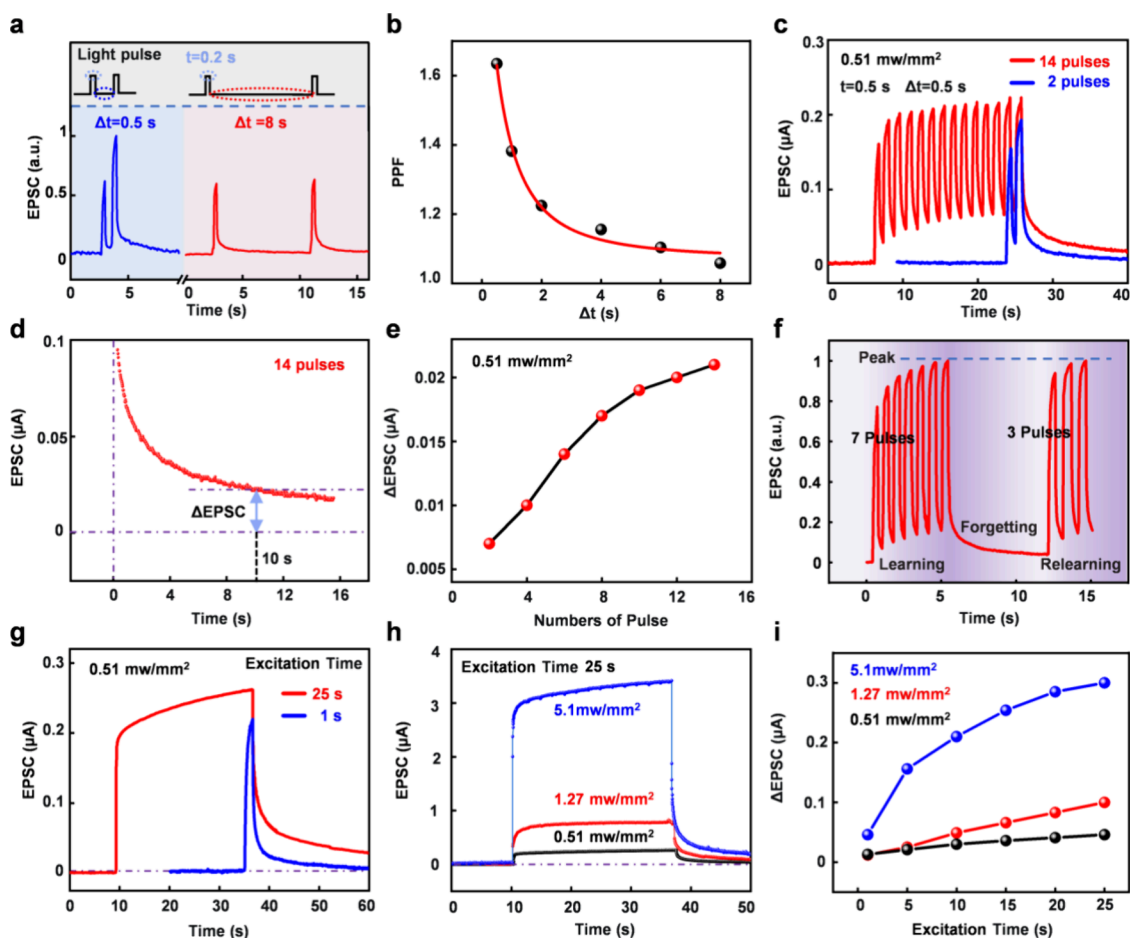 a
Light pulse
t=0.2 s
Δt=0.5 s
Δt =8 s
EPSC (a.u.)
1
0.5
0
0 4 0 5 10 15
Time (s)
b
PPF
1.6
1.4
1.2
1.0
0 2 4 6 8
Δt (s)
c
0.51 mw/mm²
14 pulses
t=0.5 s Δt=0.5 s
2 pulses
EPSC (μA)
0.3
0.2
0.1
0
0 10 20 30 40
Time (s)
d
14 pulses
EPSC (μA)
0.1
0.05
0
ΔEPSC
10 s
0 4 8 12 16
Time (s)
e
0.51 mw/mm²
ΔEPSC (μA)
0.02
0.015
0.01
0.005
0 4 8 12 16
Numbers of Pulse
f
Peak
7 Pulses
3 Pulses
Forgetting
Learning
Relearning
EPSC (a.u.)
1
0.8
0.6
0.4
0.2
0
0 5 10 16
Time (s)
g
0.51 mw/mm²
Excitation Time
25 s
1 s
EPSC (μA)
0.3
0.2
0.1
0
0 10 20 30 40 50 60
Time (s)
h
Excitation Time 25 s
5.1mw/mm²
1.27 mw/mm²
0.51 mw/mm²
EPSC (μA)
4
3
2
1
0
0 10 20 30 40 50 60
Time (s)
i
5.1mw/mm²
1.27mw/mm²
0.51 mw/mm²
ΔEPSC (μA)
0.3
0.2
0.1
0
0 5 10 15 20 25
Excitation Time (s)